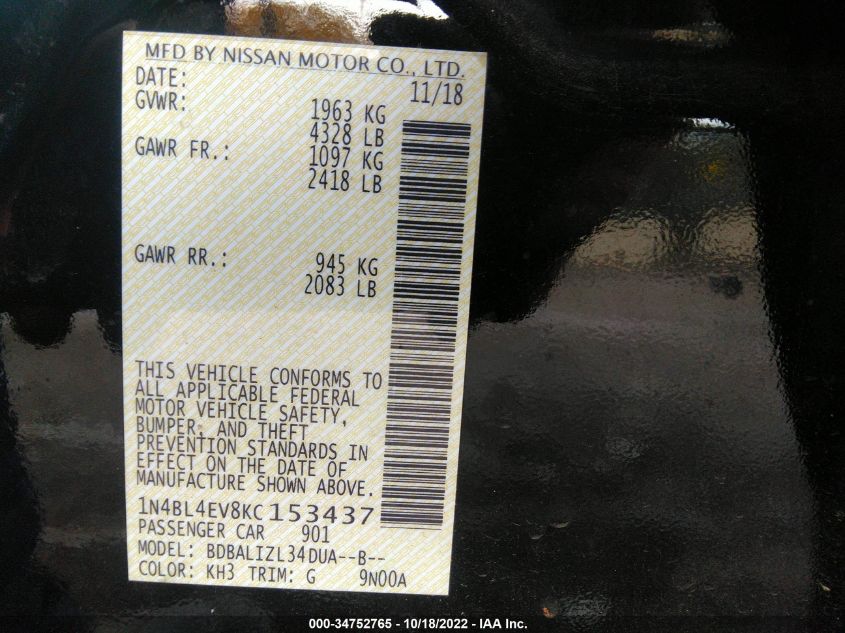 MFD BY NISSAN MOTOR CO., LTD.
DATE: 11/18
GVWR: 1963 KG
4328 LB
GAWR FR.: 1097 KG
2418 LB
GAWR RR.: 945 KG
2083 LB
THIS VEHICLE CONFORMS TO
ALL APPLICABLE FEDERAL
MOTOR VEHICLE SAFETY,
BUMPER, AND THEFT
PREVENTION STANDARDS IN
EFFECT ON THE DATE OF
MANUFACTURE SHOWN ABOVE.
1N4BL4EV8KC153437
PASSENGER CAR 901
MODEL: BDBALIZL34DUA--B--
COLOR: KH3 TRIM: G 9N00A
000-34752765 - 10/18/2022 - IAA Inc.